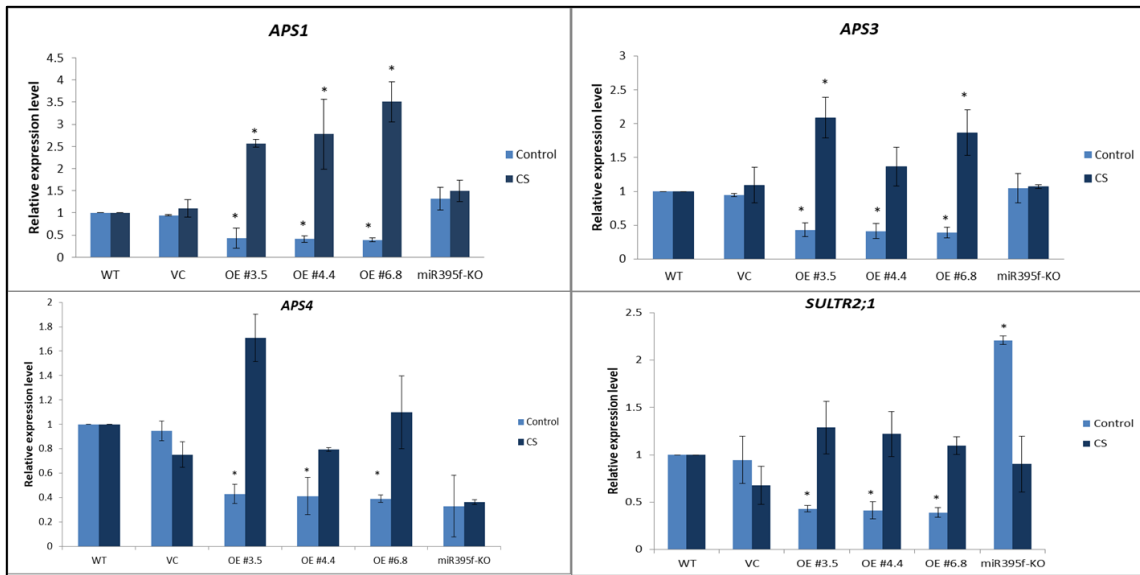 APS1
Relative expression level
4.5
4
3.5
3
2.5
2
1.5
1
0.5
0
* * * * * *
WT VC OE #3.5 OE #4.4 OE #6.8 miR395f-KO
Control
CS
APS3
Relative expression level
3
2.5
2
1.5
1
0.5
0
* * * * *
WT VC OE #3.5 OE #4.4 OE #6.8 miR395f-KO
Control
CS
APS4
Relative expression level
2
1.8
1.6
1.4
1.2
1
0.8
0.6
0.4
0.2
0
* * *
WT VC OE #3.5 OE #4.4 OE #6.8 miR395f-KO
Control
CS
SULTR2;1
Relative expression level
2.5
2
1.5
1
0.5
0
* * * *
WT VC OE #3.5 OE #4.4 OE #6.8 miR395f-KO
Control
CS